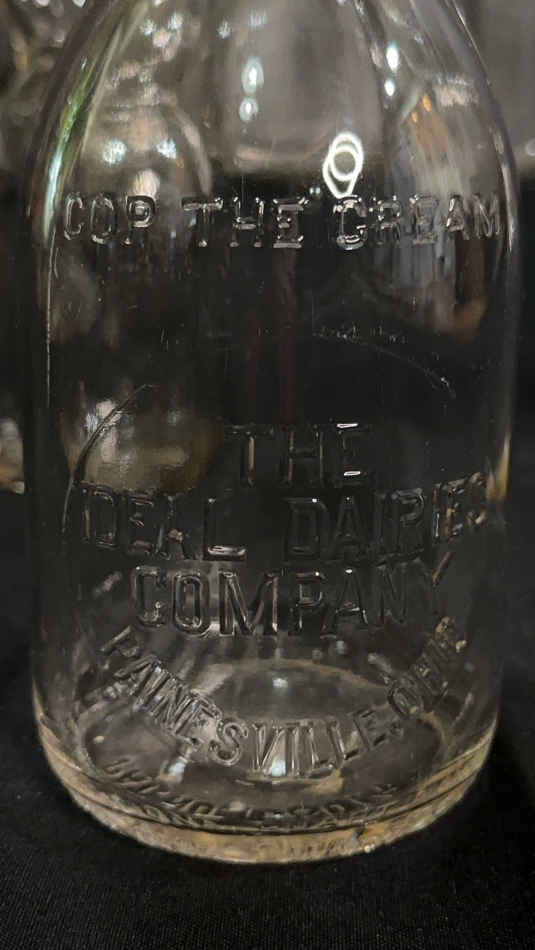 COP THE CREAM
THE
IDEAL DAIRIES
COMPANY
PAINESVILLE, OHIO